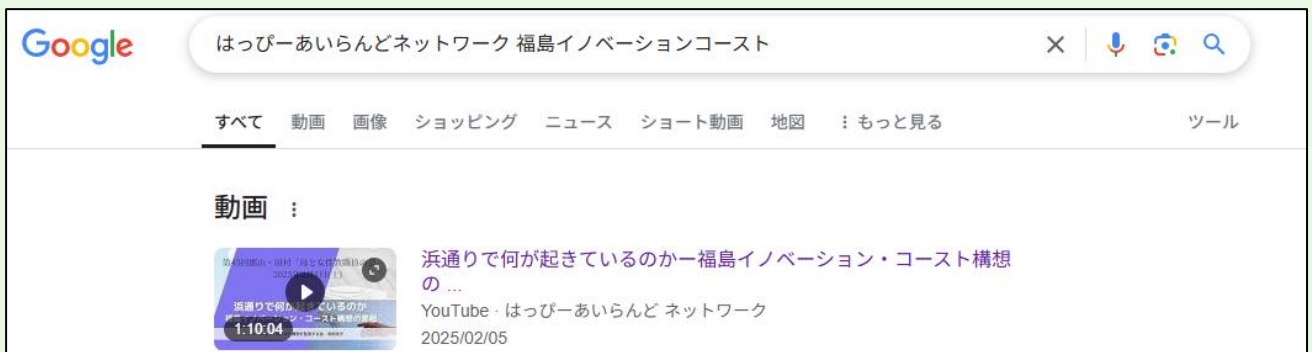 Google
はっぴーあいらんどネットワーク 福島イノベーションコースト
すべて 動画 画像 ショッピング ニュース ショート動画 地図 もっと見る ツール
動画
2025
浜通りで何が起きているのか
1:10:04
浜通りで何が起きているのかー福島イノベーション・コースト構想
の ...
YouTube · はっぴーあいらんど ネットワーク
2025/02/05